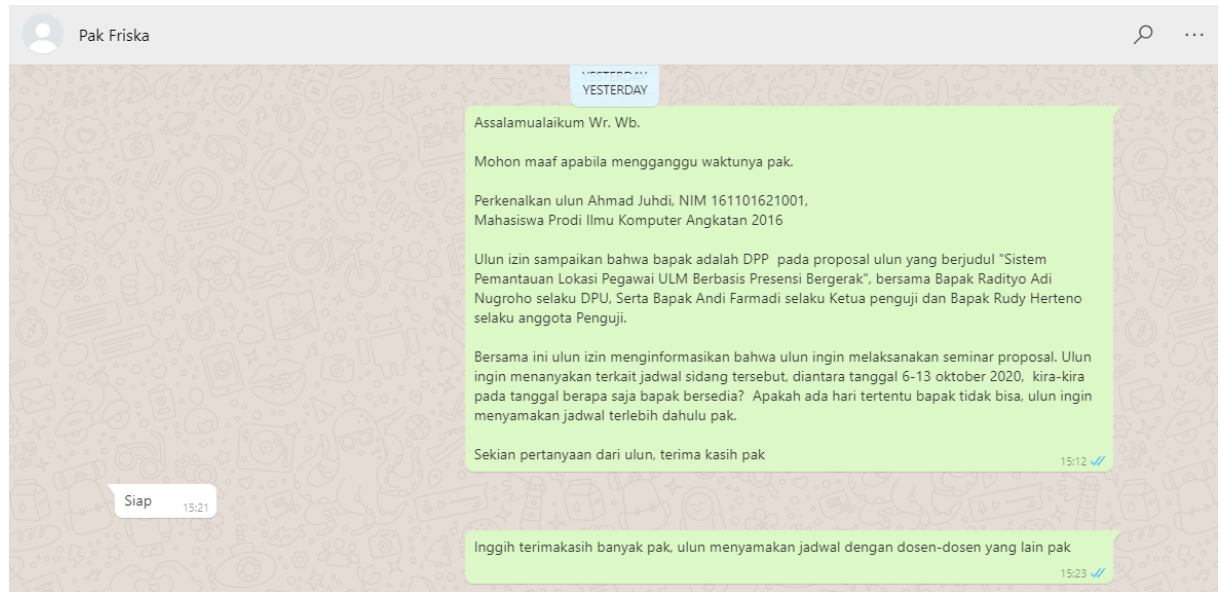 Pak Friska
YESTERDAY
YESTERDAY
Assalamualaikum Wr. Wb.
Mohon maaf apabila mengganggu waktunya pak.
Perkenalkan ulun Ahmad Juhdi, NIM 161101621001,
Mahasiswa Prodi Ilmu Komputer Angkatan 2016
Ulun izin sampaikan bahwa bapak adalah DPP  pada proposal ulun yang berjudul "Sistem
Pemantauan Lokasi Pegawai ULM Berbasis Presensi Bergerak", bersama Bapak Radityo Adi
Nugroho selaku DPU, Serta Bapak Andi Farmadi selaku Ketua penguji dan Bapak Rudy Herteno
selaku anggota Penguji.
Bersama ini ulun izin menginformasikan bahwa ulun ingin melaksanakan seminar proposal. Ulun
ingin menanyakan terkait jadwal sidang tersebut, diantara tanggal 6-13 oktober 2020,  kira-kira
pada tanggal berapa saja bapak bersedia?  Apakah ada hari tertentu bapak tidak bisa, ulun ingin
menyamakan jadwal terlebih dahulu pak.
Sekian pertanyaan dari ulun, terima kasih pak
15:12
Siap
15:21
Inggih terimakasih banyak pak, ulun menyamakan jadwal dengan dosen-dosen yang lain pak
15:23